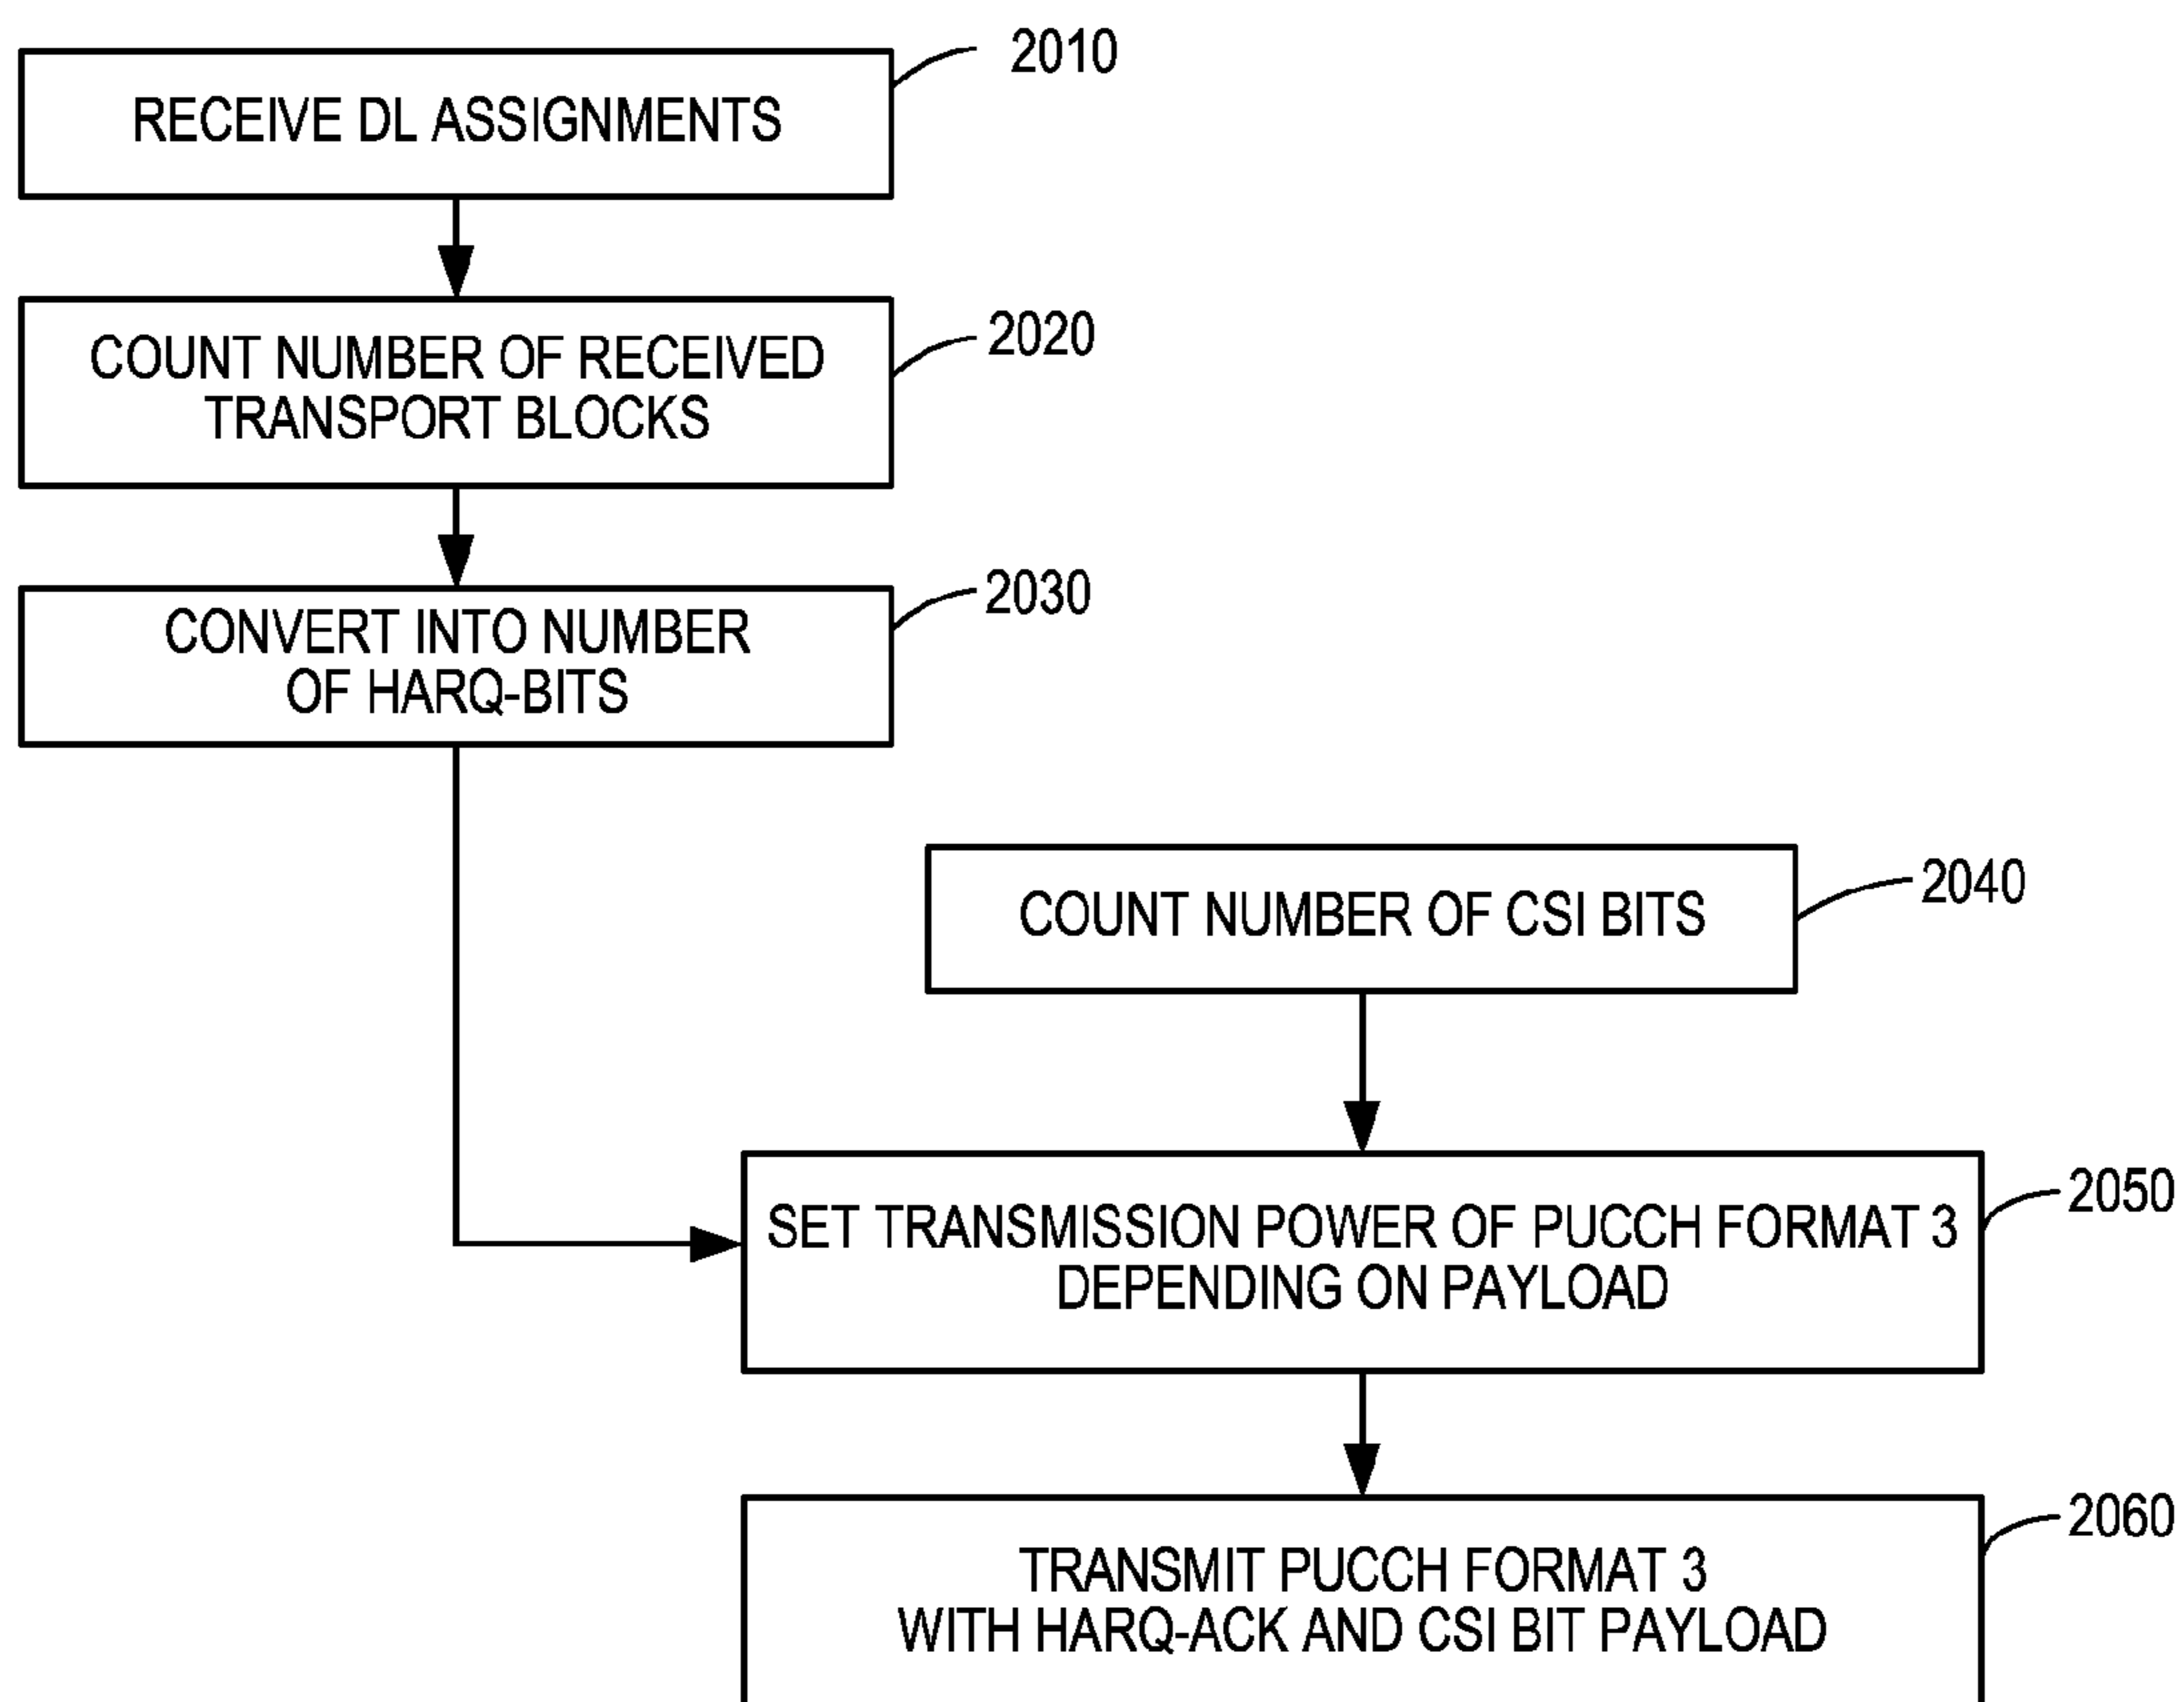 2010
RECEIVE DL ASSIGNMENTS
2020
COUNT NUMBER OF RECEIVED
TRANSPORT BLOCKS
2030
CONVERT INTO NUMBER
OF HARQ-BITS
2040
COUNT NUMBER OF CSI BITS
2050
SET TRANSMISSION POWER OF PUCCH FORMAT 3
DEPENDING ON PAYLOAD
2060
TRANSMIT PUCCH FORMAT 3
WITH HARQ-ACK AND CSI BIT PAYLOAD